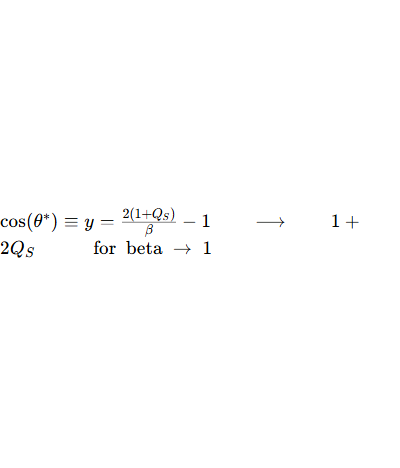 cos(θ*) ≡ y = 2(1+Q_S)/β − 1 ⟶ 1 +
2Q_S for beta → 1